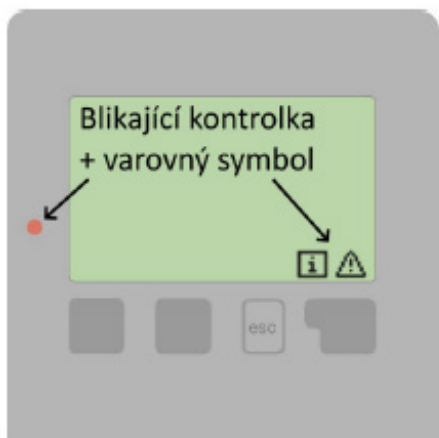 Blikající kontrolka
+ varovný symbol
i
esc